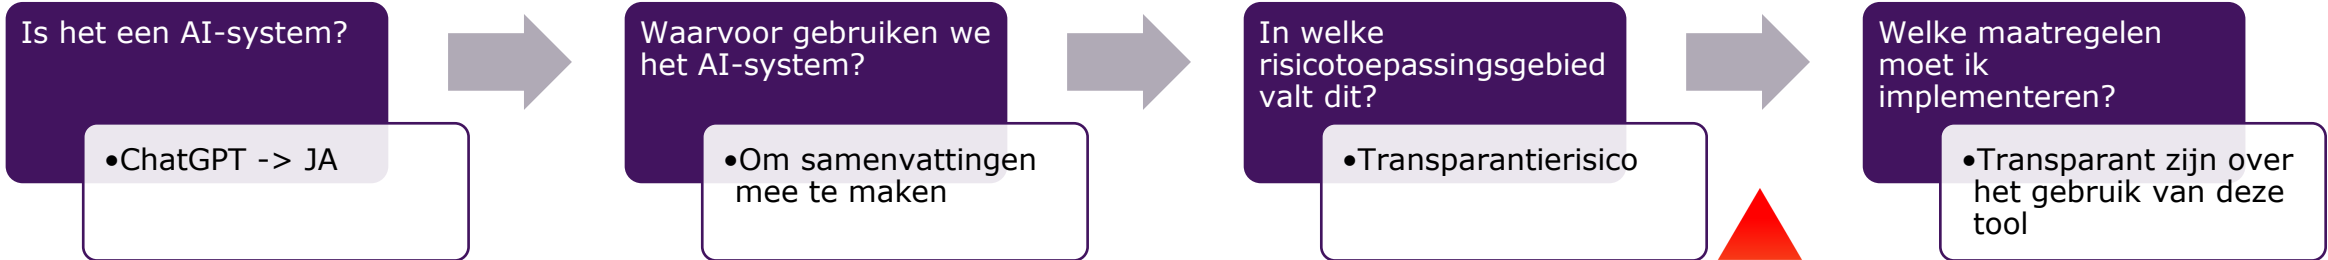 Is het een AI-system?
•ChatGPT -> JA
Waarvoor gebruiken we
het AI-system?
•Om samenvattingen
mee te maken
In welke
risicotoepassingsgebied
valt dit?
•Transparantierisico
Welke maatregelen
moet ik
implementeren?
•Transparant zijn over
het gebruik van deze
tool